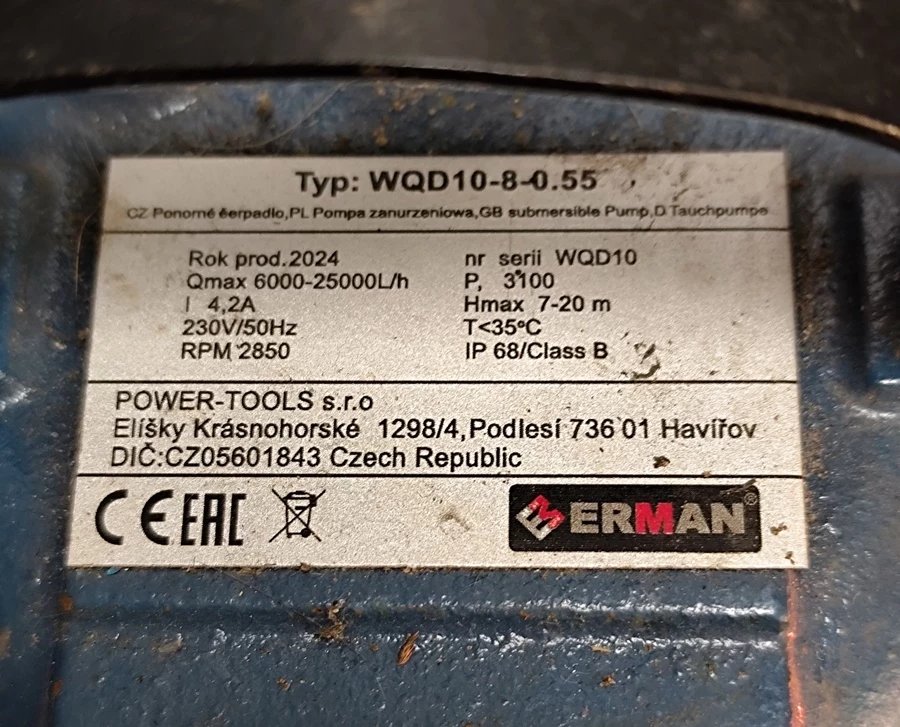 Typ: WQD10-8-0.55
CZ Ponorné čerpadlo,PL Pompa zanurzeniowa,GB submersible Pump,D Tauchpumpe
Rok prod.2024 nr serii WQD10
Qmax 6000-25000L/h P, 3100
I 4,2A Hmax 7-20 m
230V/50Hz T<35°C
RPM 2850 IP 68/Class B
POWER-TOOLS s.r.o
Elíšky Krásnohorské 1298/4,Podlesí 736 01 Havířov
DIČ:CZ05601843 Czech Republic
CE EAC EM ERMAN®